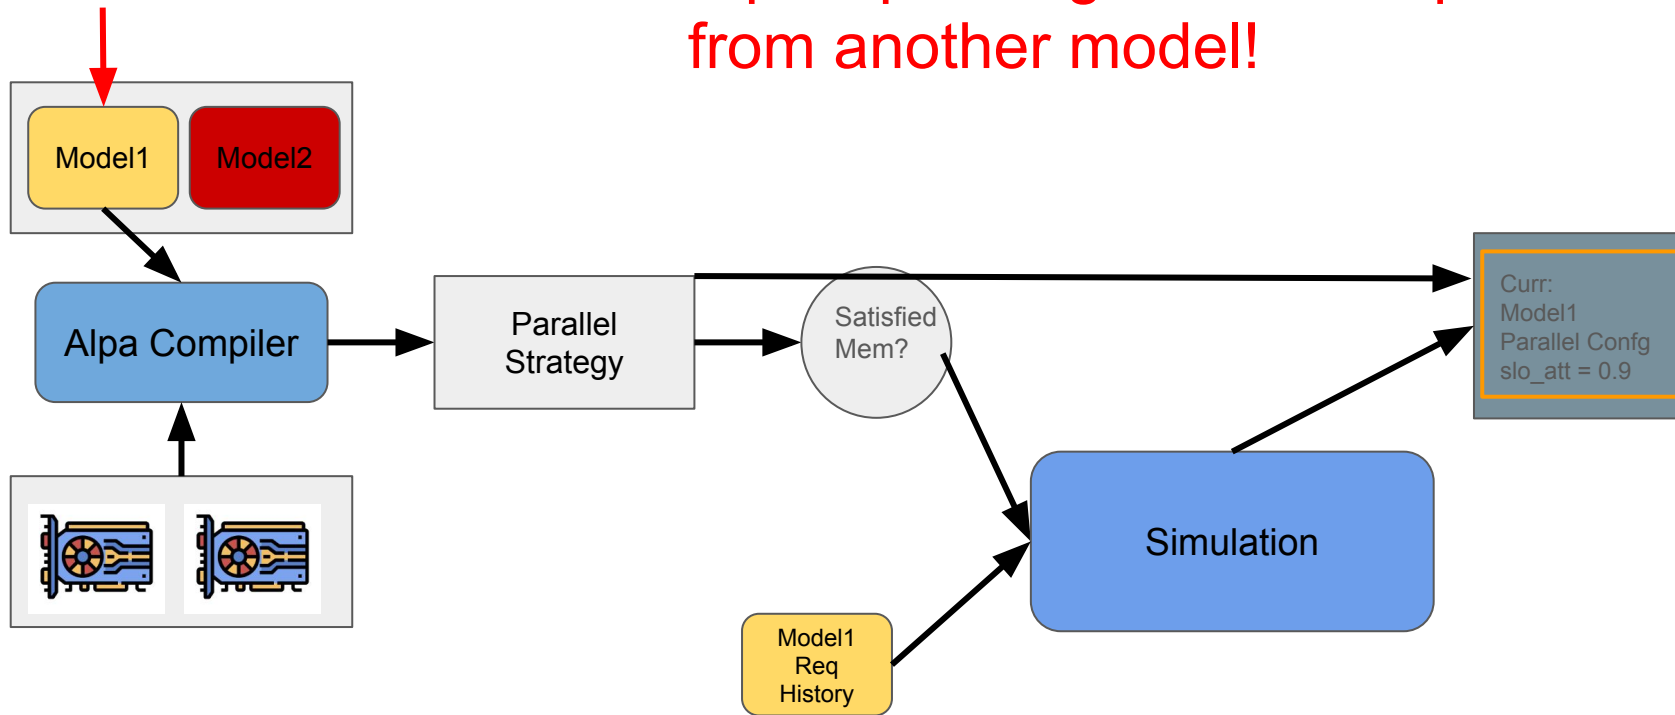 from another model!
Model1
Model2
Alpa Compiler
Parallel
Strategy
Satisfied
Mem?
Curr:
Model1
Parallel Confg
slo_att = 0.9
Simulation
Model1
Req
History